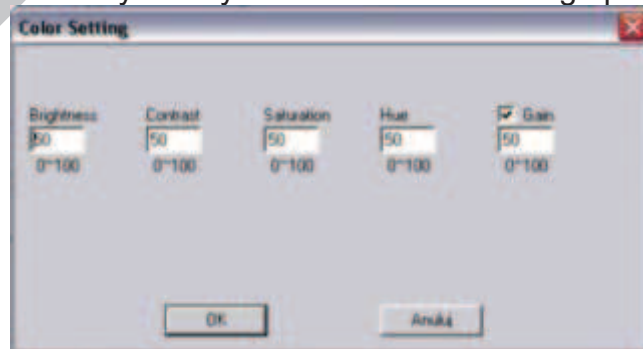 Color Setting
Brightness Contrast Saturation Hue Gain
50 50 50 50 50
0~100 0~100 0~100 0~100 0~100
OK Anuluj